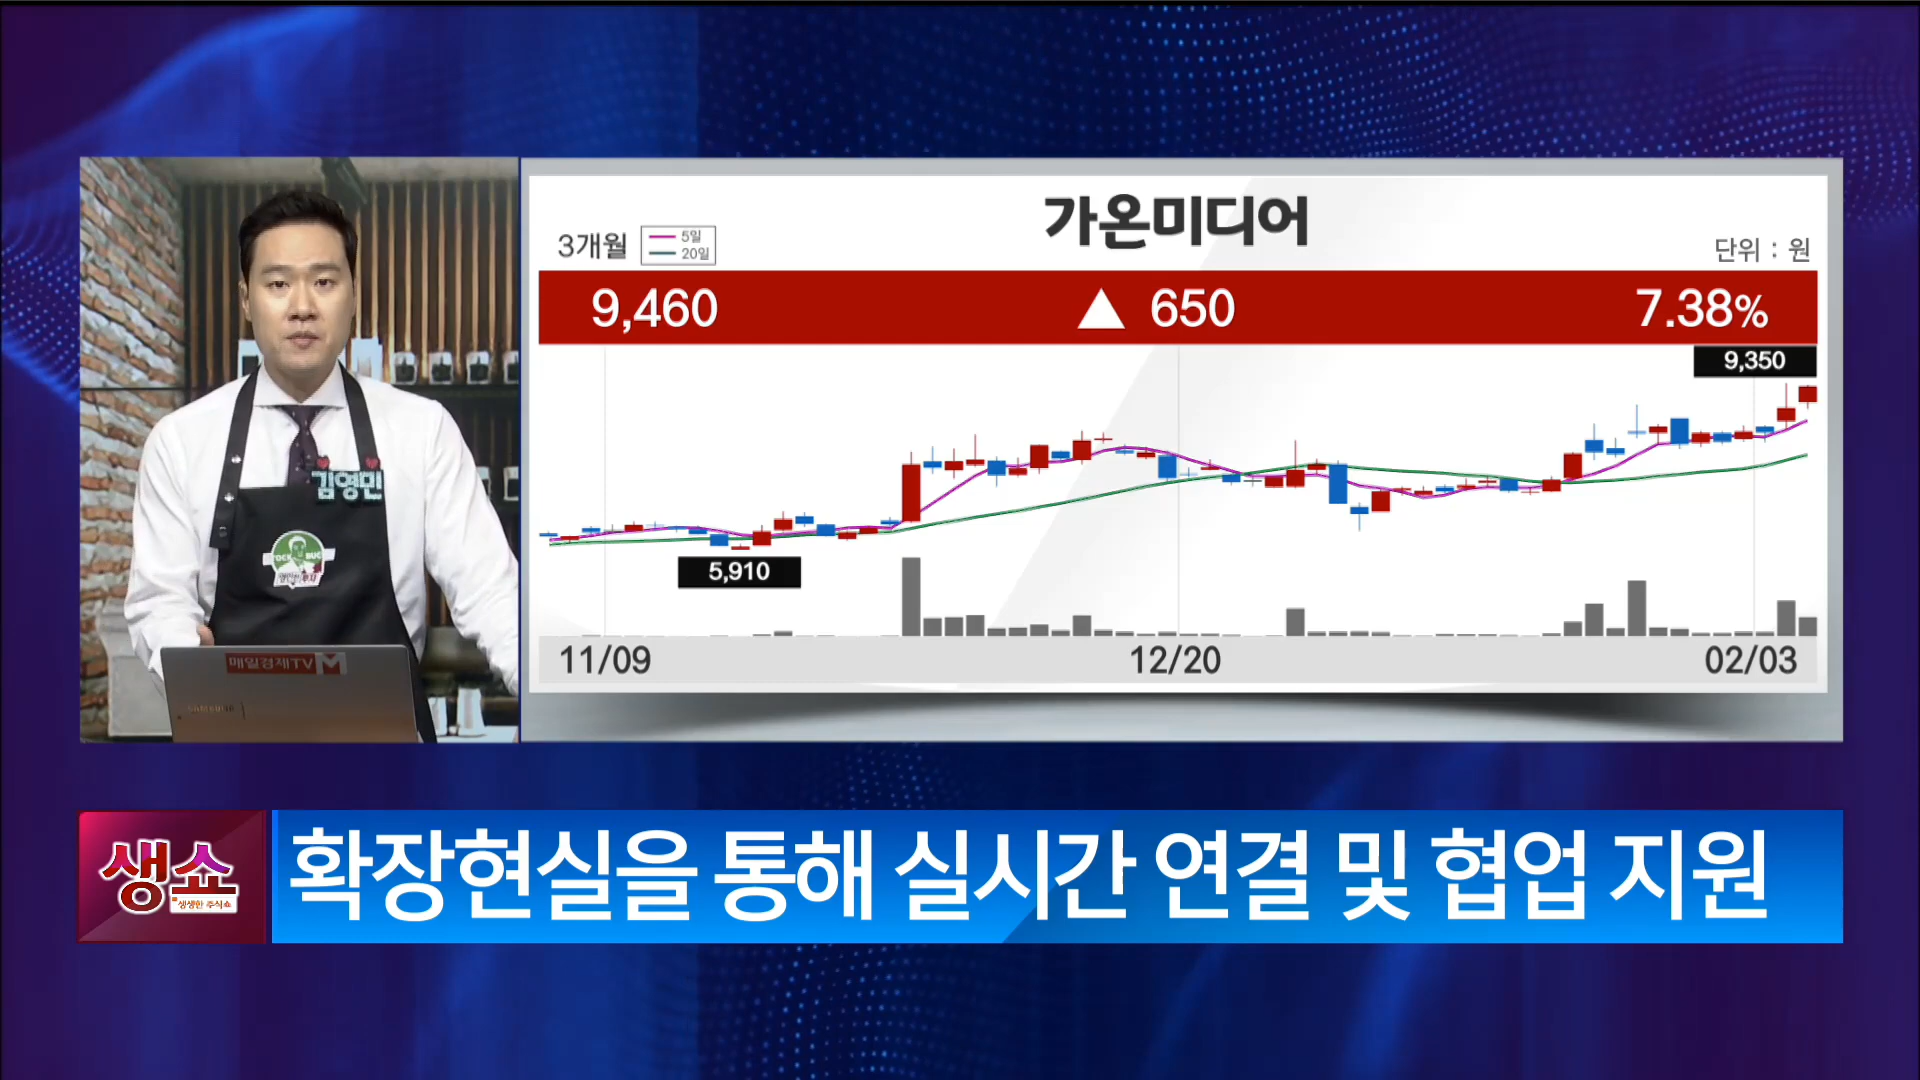 가온미디어
3개월
5일
20일
단위 : 원
9,460 ▲ 650 7.38%
9,350
5,910
11/09 12/20 02/03
김영민
매일경제TV M
생쇼
생생한 주식쇼
확장현실을 통해 실시간 연결 및 협업 지원